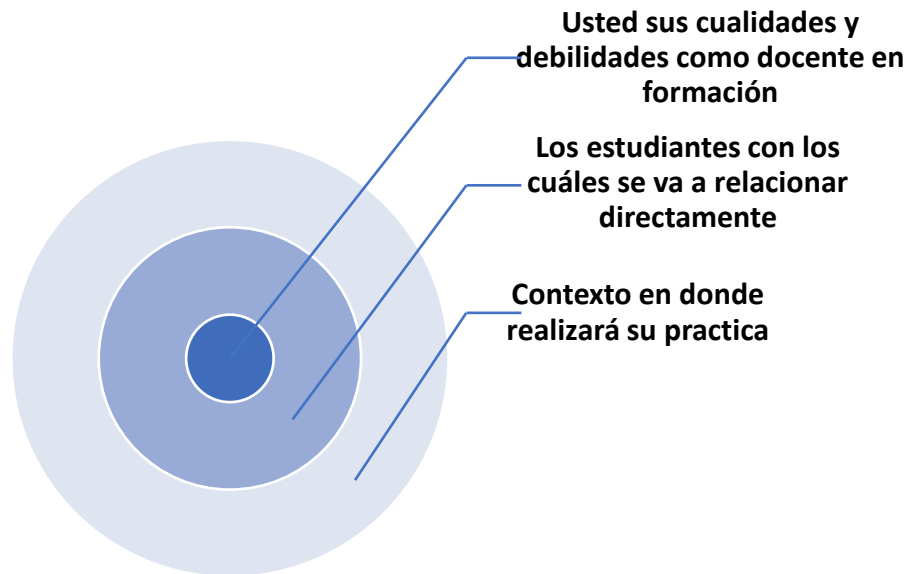 Usted sus cualidades y
debilidades como docente en
formación
Los estudiantes con los
cuáles se va a relacionar
directamente
Contexto en donde
realizará su practica